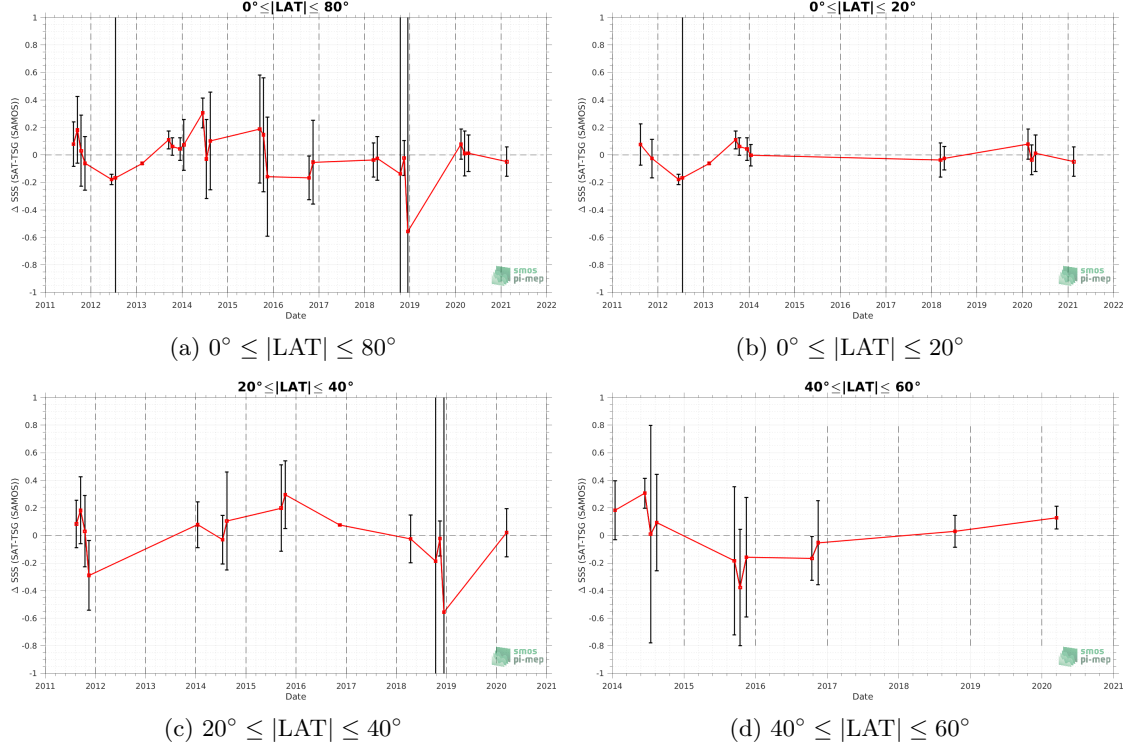 0°≤|LAT|≤ 80°
Δ SSS (SAT-TSG (SAMOS))
1
0.8
0.6
0.4
0.2
0
-0.2
-0.4
-0.6
-0.8
-1
2011 2012 2013 2014 2015 2016 2017 2018 2019 2020 2021 2022
Date
smos
pi-mep
(a) 0° ≤ |LAT| ≤ 80°
0°≤|LAT|≤ 20°
Δ SSS (SAT-TSG (SAMOS))
1
0.8
0.6
0.4
0.2
0
-0.2
-0.4
-0.6
-0.8
-1
2011 2012 2013 2014 2015 2016 2017 2018 2019 2020 2021 2022
Date
smos
pi-mep
(b) 0° ≤ |LAT| ≤ 20°
20°≤|LAT|≤ 40°
Δ SSS (SAT-TSG (SAMOS))
1
0.8
0.6
0.4
0.2
0
-0.2
-0.4
-0.6
-0.8
-1
2011 2012 2013 2014 2015 2016 2017 2018 2019 2020 2021
Date
smos
pi-mep
(c) 20° ≤ |LAT| ≤ 40°
40°≤|LAT|≤ 60°
Δ SSS (SAT-TSG (SAMOS))
1
0.8
0.6
0.4
0.2
0
-0.2
-0.4
-0.6
-0.8
-1
2014 2015 2016 2017 2018 2019 2020 2021
Date
smos
pi-mep
(d) 40° ≤ |LAT| ≤ 60°